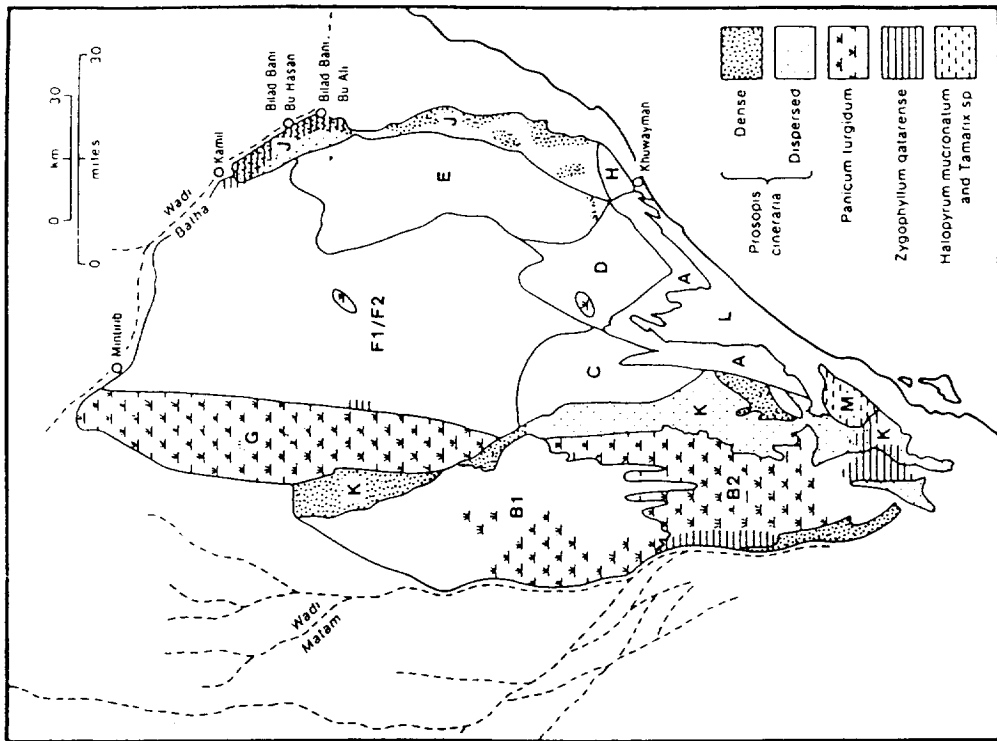 km
0 30
miles
0 10
Mintirib
Wadi
Batha
Kamil
Bilad Bani
Bu Hasan
Bilad Bani
Bu Ali
J
J
E
F1/F2
G
H
Khuwayman
D
C
A
A
L
K
K
K
M
B1
B2
Wadi
Matam
Dense
Dispersed
Prosopis
cineraria
Panicum turgidum
Zygophyllum qatarense
Halopyrum mucronatum
and Tamarix sp